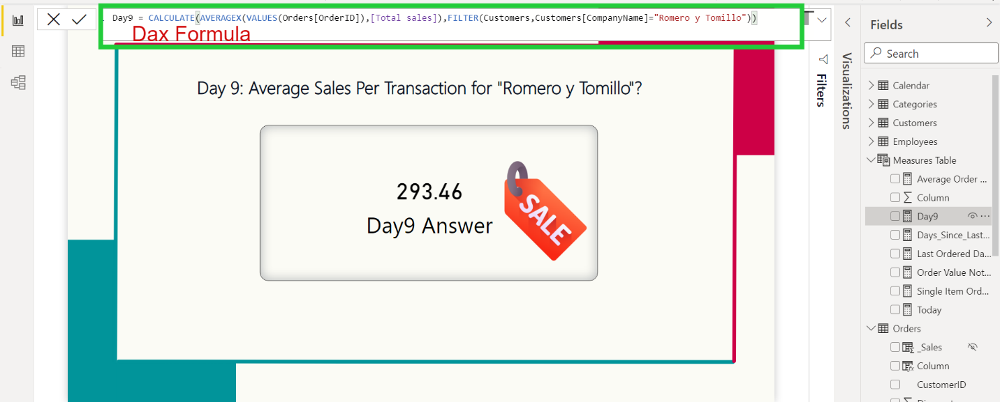 Day9 = CALCULATE(AVERAGEX(VALUES(Orders[OrderID]),[Total sales]),FILTER(Customers,Customers[CompanyName]="Romero y Tomillo"))
Dax Formula
Day 9: Average Sales Per Transaction for "Romero y Tomillo"?
293.46
Day9 Answer
SALE
Filters
Visualizations
Fields
Search
Calendar
Categories
Customers
Employees
Measures Table
Average Order ...
Column
Day9
Days_Since_Last...
Last Ordered Da...
Order Value Not...
Single Item Ord...
Today
Orders
_Sales
Column
CustomerID